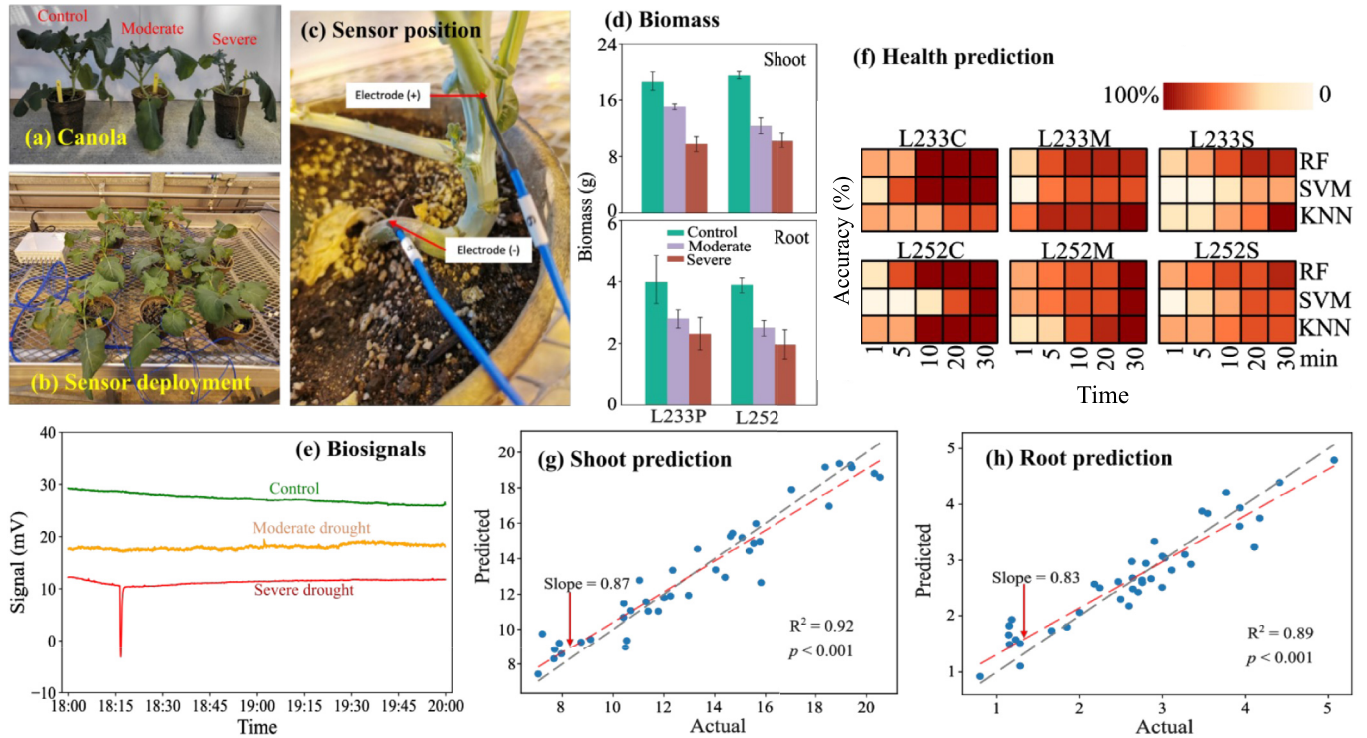 Control
Moderate
Severe
(a) Canola
(b) Sensor deployment
(c) Sensor position
Electrode (+)
Electrode (-)
(d) Biomass
24
16
8
0
Shoot
Biomass (g)
6
4
2
0
Root
Control
Moderate
Severe
L233P L252
(f) Health prediction
100% 0
L233C L233M L233S
RF
SVM
KNN
Accuracy (%)
L252C L252M L252S
RF
SVM
KNN
1 5 10 20 30 1 5 10 20 30 1 5 10 20 30 min
Time
(e) Biosignals
40
30
20
10
0
−10
Signal (mV)
Control
Moderate drought
Severe drought
18:00 18:15 18:30 18:45 19:00 19:15 19:30 19:45 20:00
Time
(g) Shoot prediction
20
18
16
14
12
10
8
Predicted
Slope = 0.87
R² = 0.92
p < 0.001
8 10 12 14 16 18 20
Actual
(h) Root prediction
5
4
3
2
1
Predicted
Slope = 0.83
R² = 0.89
p < 0.001
1 2 3 4 5
Actual